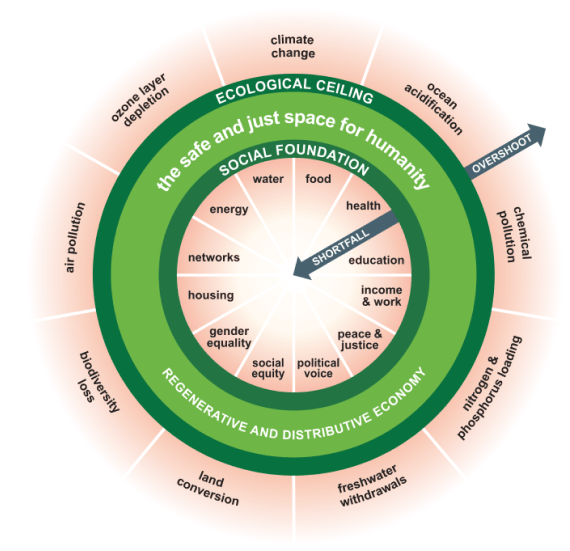 climate
change
ozone layer
depletion
ocean
acidification
ECOLOGICAL CEILING
the safe and just space for humanity
OVERSHOOT
SOCIAL FOUNDATION
water
food
energy
health
SHORTFALL
air pollution
chemical
pollution
networks
education
housing
income
& work
gender
equality
peace &
justice
social
equity
political
voice
biodiversity
loss
nitrogen &
phosphorus loading
REGENERATIVE AND DISTRIBUTIVE ECONOMY
land
conversion
freshwater
withdrawals